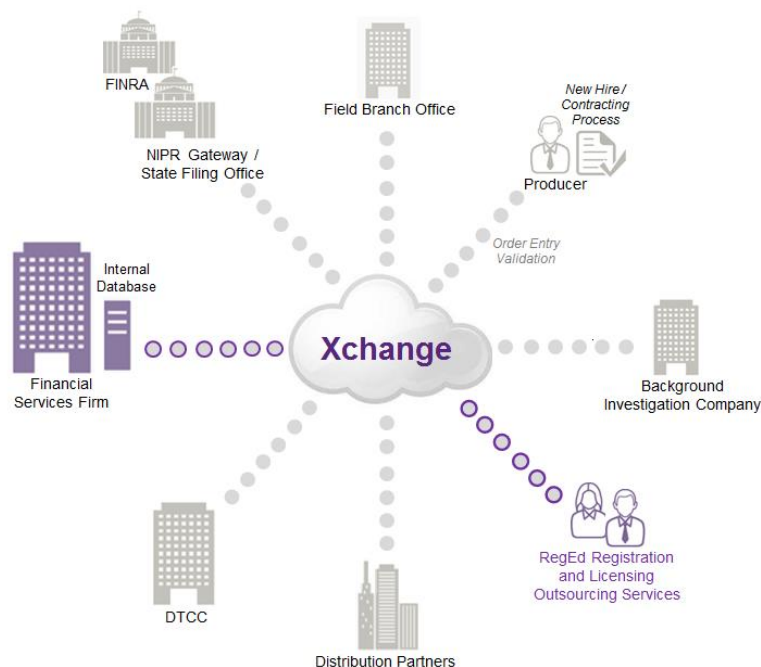 FINRA
NIPR Gateway /
State Filing Office
Field Branch Office
New Hire /
Contracting
Process
Producer
Order Entry
Validation
Internal
Database
Financial
Services Firm
Xchange
Background
Investigation Company
RegEd Registration
and Licensing
Outsourcing Services
DTCC
Distribution Partners